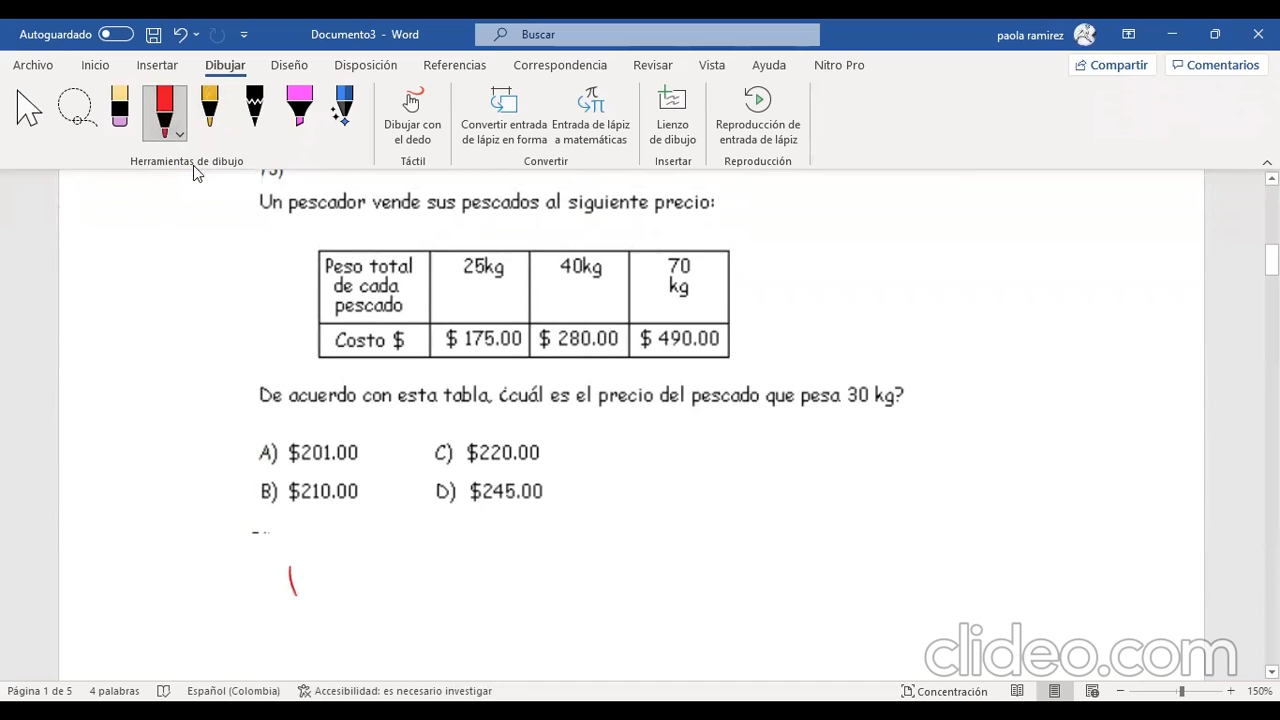 Autoguardado
Documento3 - Word
Buscar
paola ramirez
Archivo Inicio Insertar Dibujar Diseño Disposición Referencias Correspondencia Revisar Vista Ayuda Nitro Pro
Compartir Comentarios
Dibujar con el dedo
Convertir entrada de lápiz en forma
Entrada de lápiz a matemáticas
Lienzo de dibujo
Reproducción de entrada de lápiz
Herramientas de dibujo Táctil Convertir Insertar Reproducción
Un pescador vende sus pescados al siguiente precio:
Peso total de cada pescado 25kg 40kg 70 kg
Costo $ $ 175.00 $ 280.00 $ 490.00
De acuerdo con esta tabla, ¿cuál es el precio del pescado que pesa 30 kg?
A) $201.00 C) $220.00
B) $210.00 D) $245.00
clideo.com
Página 1 de 5 4 palabras Español (Colombia) Accesibilidad: es necesario investigar Concentración 150%